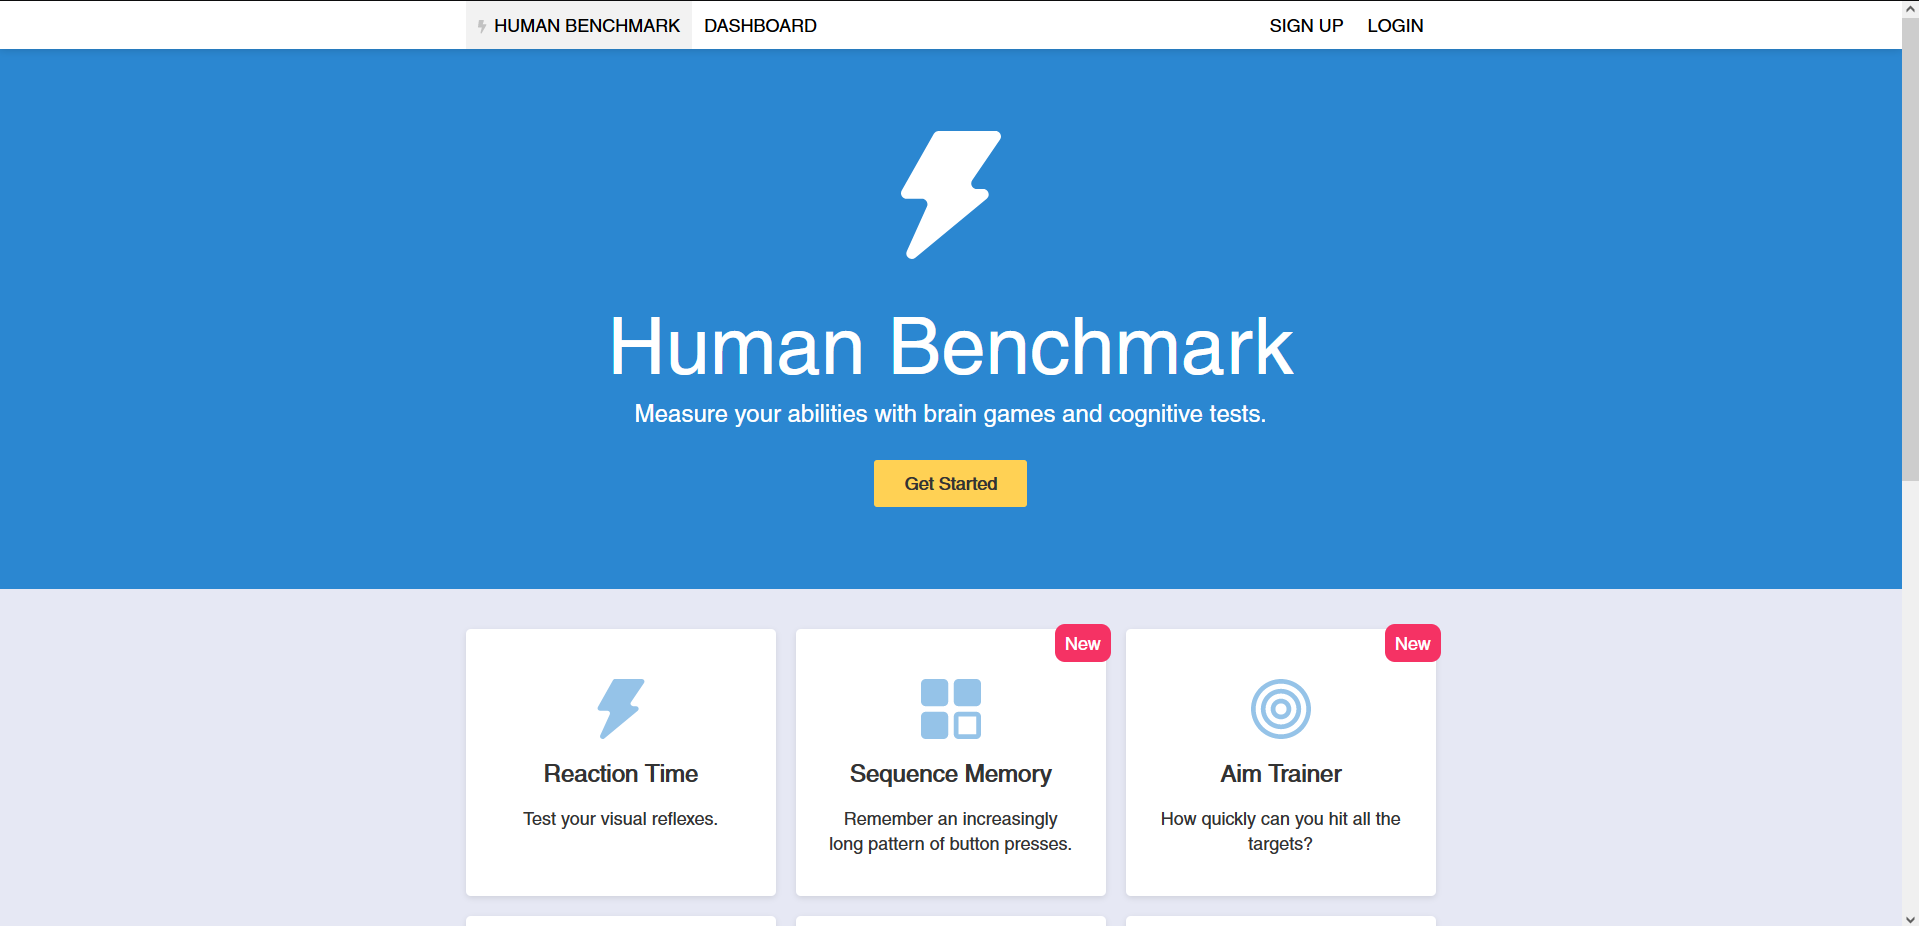 HUMAN BENCHMARK DASHBOARD SIGN UP LOGIN
Human Benchmark
Measure your abilities with brain games and cognitive tests.
Get Started
New
New
Reaction Time
Test your visual reflexes.
Sequence Memory
Remember an increasingly
long pattern of button presses.
Aim Trainer
How quickly can you hit all the
targets?